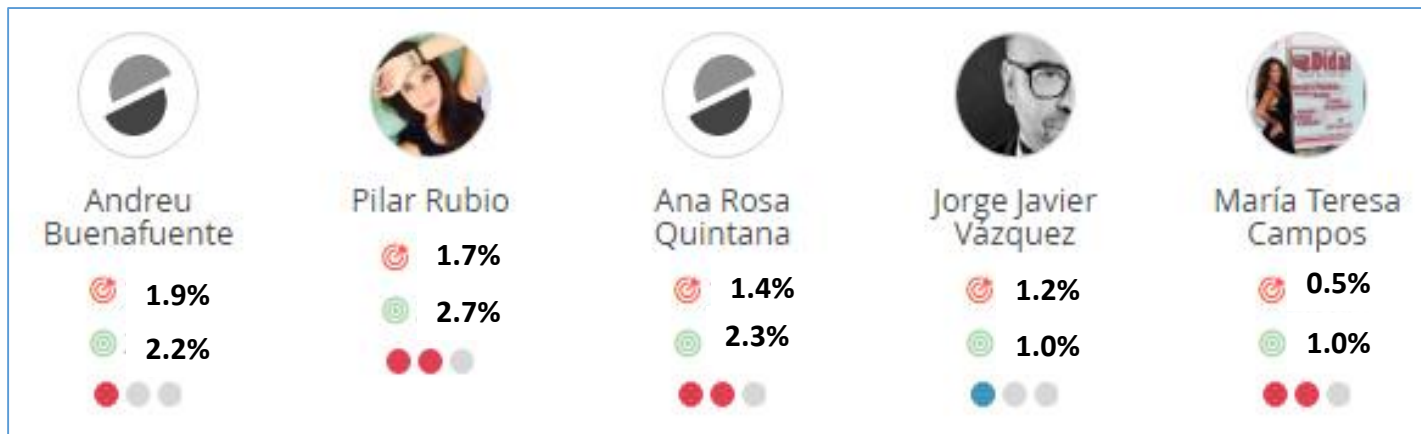 Didal
Andreu
Buenafuente
1.9%
2.2%
Pilar Rubio
1.7%
2.7%
Ana Rosa
Quintana
1.4%
2.3%
Jorge Javier
Vázquez
1.2%
1.0%
María Teresa
Campos
0.5%
1.0%